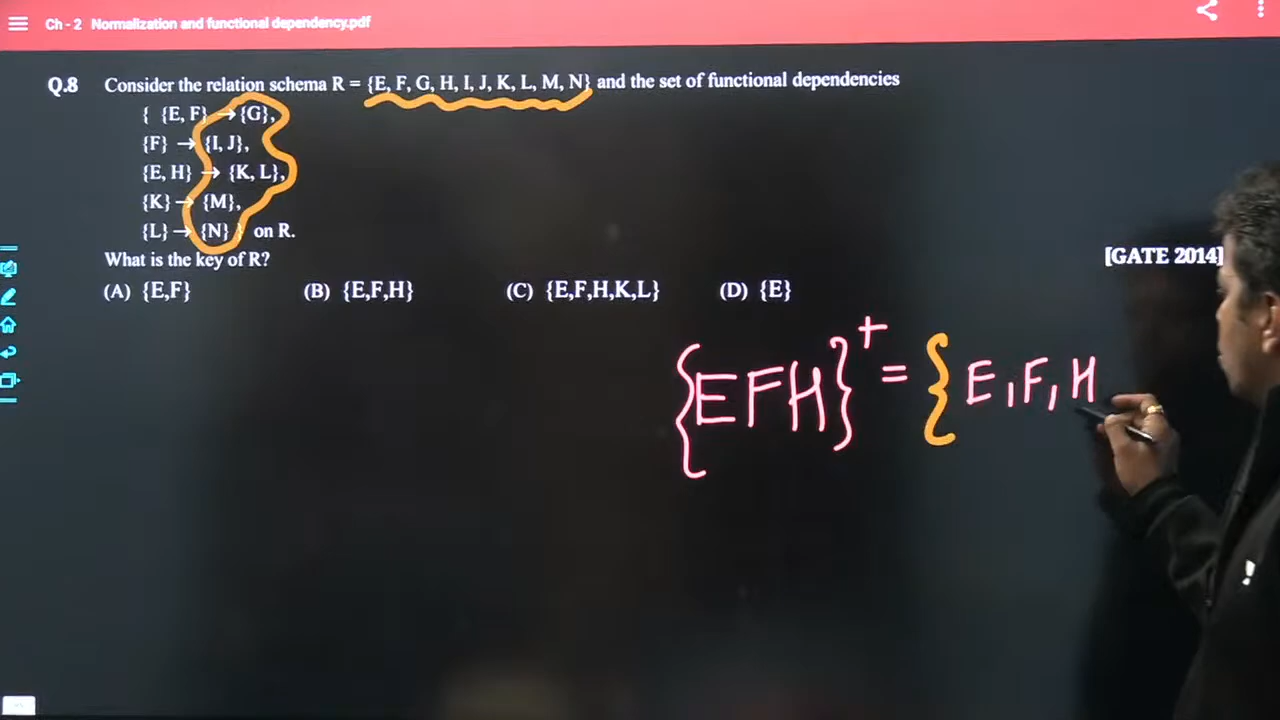 Ch - 2 Normalization and functional dependency.pdf
Q.8 Consider the relation schema R = {E, F, G, H, I, J, K, L, M, N} and the set of functional dependencies
{ {E, F} → {G},
{F} → {I, J},
{E, H} → {K, L},
{K} → {M},
{L} → {N} } on R.
What is the key of R?
[GATE 2014]
(A) {E,F} (B) {E,F,H} (C) {E,F,H,K,L} (D) {E}
{EFH}⁺ = { E, F, H